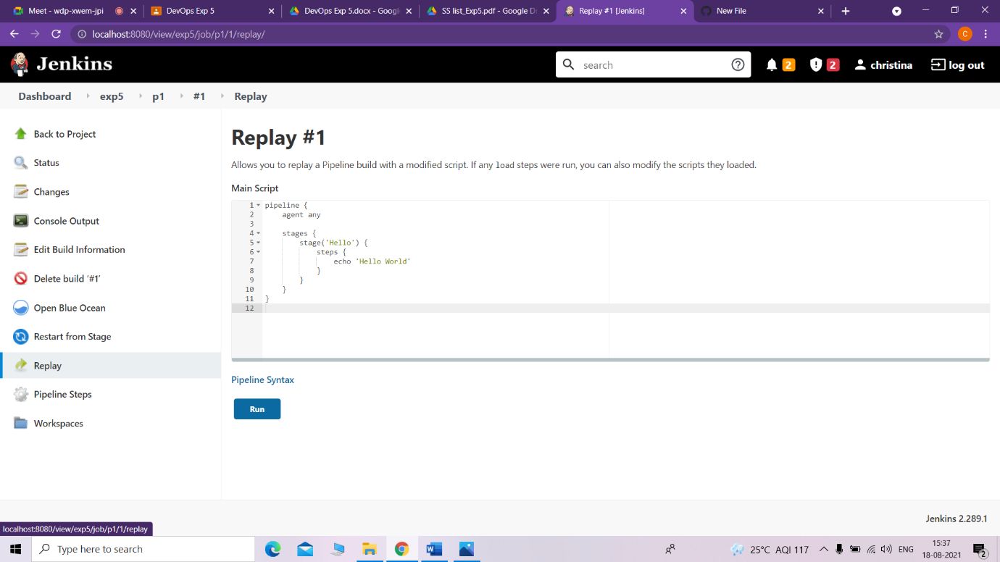 Meet - wdp-xwem-jpi
DevOps Exp 5
DevOps Exp 5.docx - Googl
SS list_Exp5.pdf - Google Dr
Replay #1 [Jenkins]
New File
localhost:8080/view/exp5/job/p1/1/replay/
C
Jenkins
search
2
2
christina
log out
Dashboard
exp5
p1
#1
Replay
Back to Project
Status
Changes
Console Output
Edit Build Information
Delete build ‘#1’
Open Blue Ocean
Restart from Stage
Replay
Pipeline Steps
Workspaces
Replay #1
Allows you to replay a Pipeline build with a modified script. If any load steps were run, you can also modify the scripts they loaded.
Main Script
1 pipeline {
2 agent any
3
4 stages {
5 stage('Hello') {
6 steps {
7 echo 'Hello World'
8 }
9 }
10 }
11 }
12
Pipeline Syntax
Run
Jenkins 2.289.1
localhost:8080/view/exp5/job/p1/1/replay
Type here to search
25°C AQI 117
ENG
15:37
18-08-2021
2